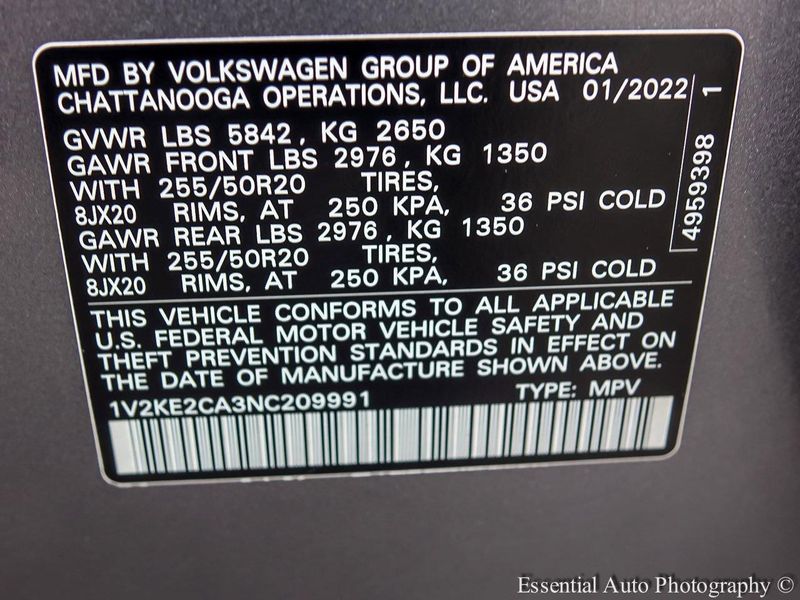 MFD BY VOLKSWAGEN GROUP OF AMERICA
CHATTANOOGA OPERATIONS, LLC. USA 01/2022
GVWR LBS 5842, KG 2650
GAWR FRONT LBS 2976, KG 1350
WITH 255/50R20 TIRES,
8JX20 RIMS, AT 250 KPA, 36 PSI COLD
GAWR REAR LBS 2976, KG 1350
WITH 255/50R20 TIRES,
8JX20 RIMS, AT 250 KPA, 36 PSI COLD
4959398 1
THIS VEHICLE CONFORMS TO ALL APPLICABLE
U.S. FEDERAL MOTOR VEHICLE SAFETY AND
THEFT PREVENTION STANDARDS IN EFFECT ON
THE DATE OF MANUFACTURE SHOWN ABOVE.
1V2KE2CA3NC209991 TYPE: MPV
Essential Auto Photography ©